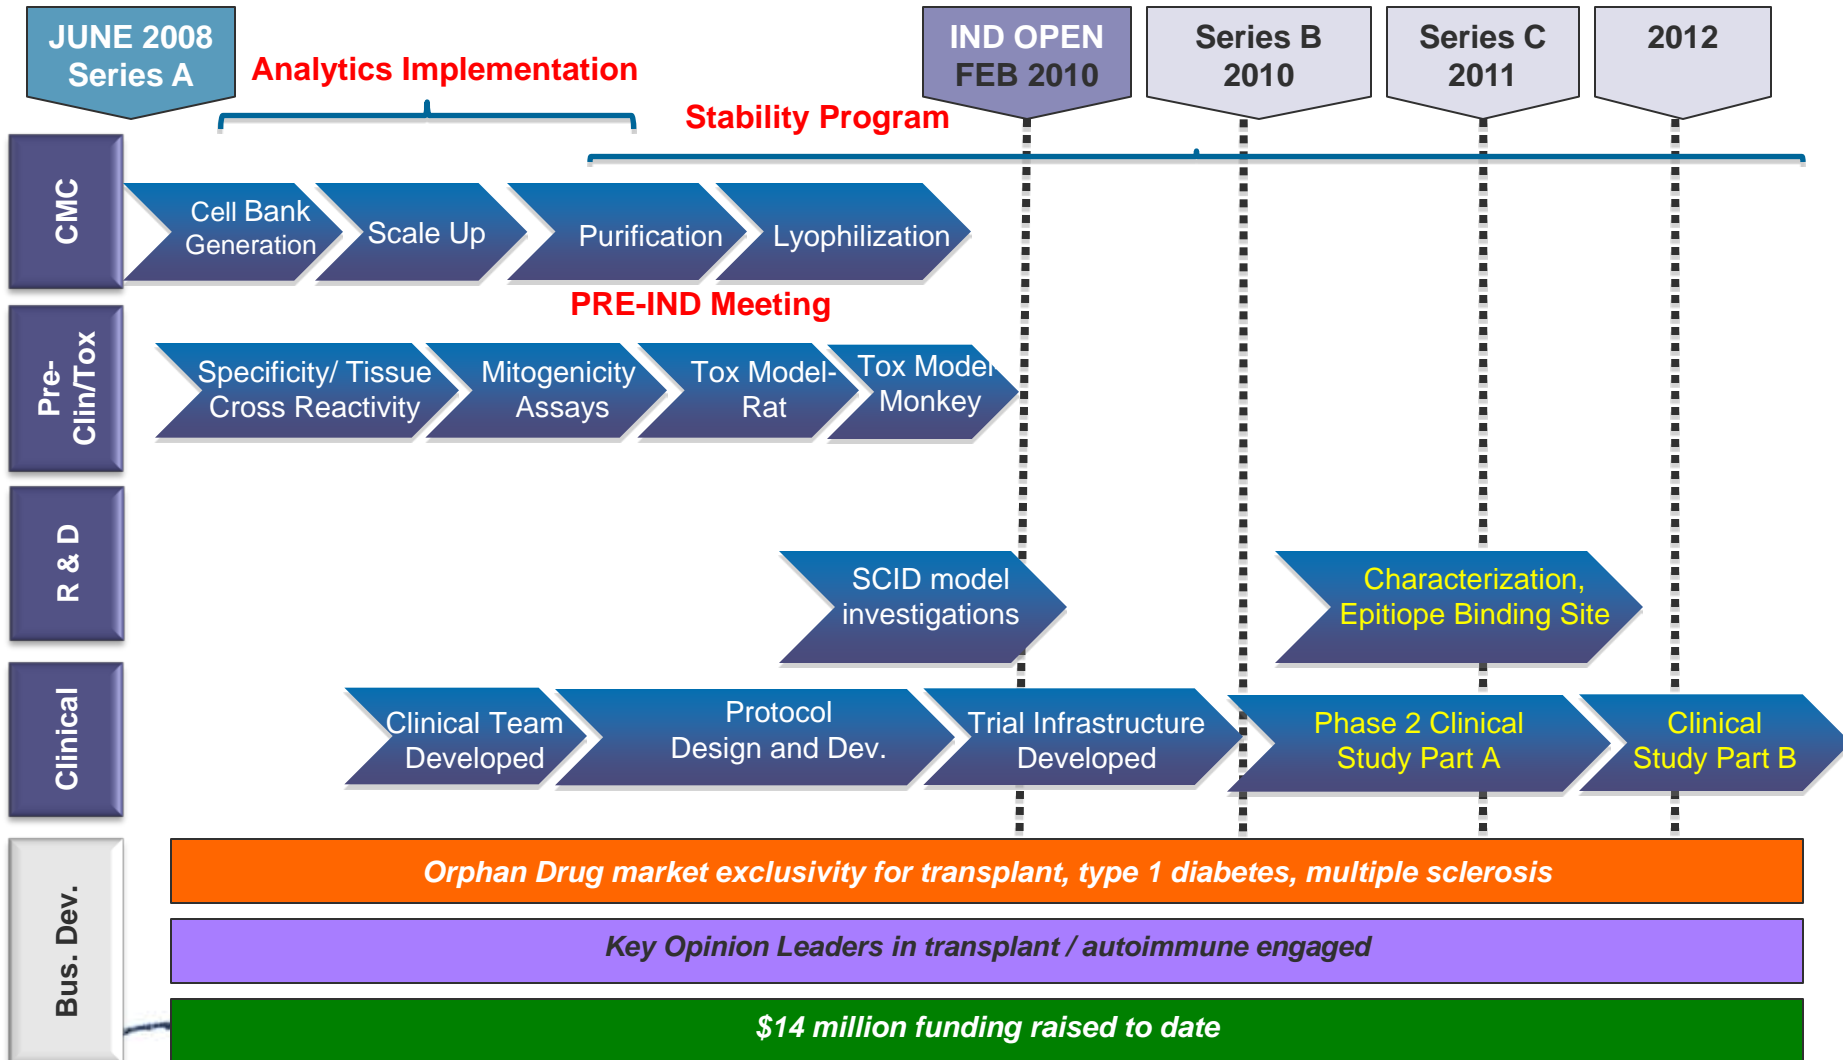 JUNE 2008
Series A
Analytics Implementation
IND OPEN
FEB 2010
Series B
2010
Series C
2011
2012
Stability Program
CMC
Cell Bank
Generation
Scale Up
Purification
Lyophilization
PRE-IND Meeting
Pre-
Clin/Tox
Specificity/ Tissue
Cross Reactivity
Mitogenicity
Assays
Tox Model-
Rat
Tox Model-
Monkey
R & D
SCID model
investigations
Characterization,
Epitiope Binding Site
Clinical
Clinical Team
Developed
Protocol
Design and Dev.
Trial Infrastructure
Developed
Phase 2 Clinical
Study Part A
Clinical
Study Part B
Bus. Dev.
Orphan Drug market exclusivity for transplant, type 1 diabetes, multiple sclerosis
Key Opinion Leaders in transplant / autoimmune engaged
$14 million funding raised to date